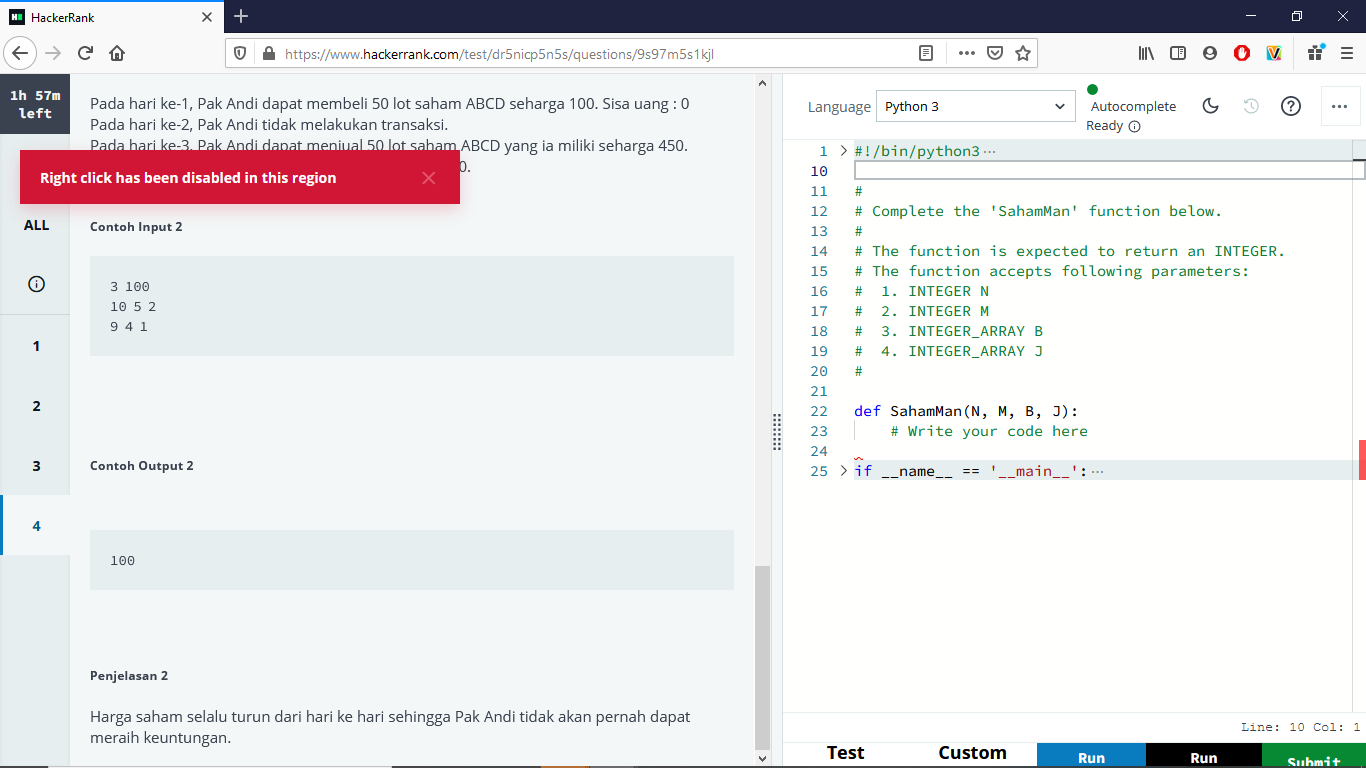 HackerRank
https://www.hackerrank.com/test/dr5nicp5n5s/questions/9s97m5s1kjl
1h 57m
left
ALL
1
2
3
4
Pada hari ke-1, Pak Andi dapat membeli 50 lot saham ABCD seharga 100. Sisa uang : 0
Pada hari ke-2, Pak Andi tidak melakukan transaksi.
Pada hari ke-3, Pak Andi dapat menjual 50 lot saham ABCD yang ia miliki seharga 450.
0.
Right click has been disabled in this region
Contoh Input 2
3 100
10 5 2
9 4 1
Contoh Output 2
100
Penjelasan 2
Harga saham selalu turun dari hari ke hari sehingga Pak Andi tidak akan pernah dapat
meraih keuntungan.
Language Python 3
Autocomplete
Ready
1 #!/bin/python3
10
11 #
12 # Complete the 'SahamMan' function below.
13 #
14 # The function is expected to return an INTEGER.
15 # The function accepts following parameters:
16 #  1. INTEGER N
17 #  2. INTEGER M
18 #  3. INTEGER_ARRAY B
19 #  4. INTEGER_ARRAY J
20 #
21
22 def SahamMan(N, M, B, J):
23     # Write your code here
24
25 if __name__ == '__main__':
Line: 10 Col: 1
Test Custom Run Run Submit